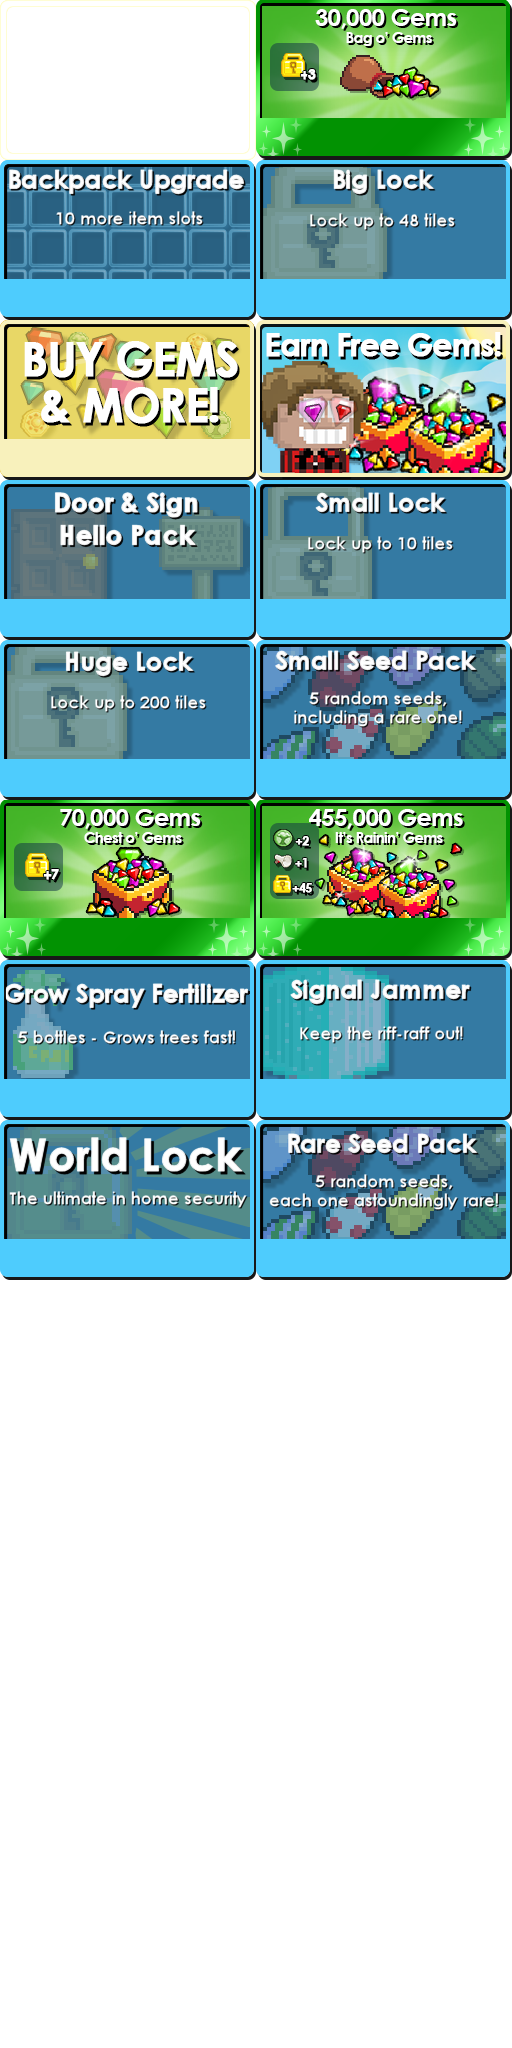 30,000 Gems
Bag o' Gems
+3
Backpack Upgrade
10 more item slots
Big Lock
Lock up to 48 tiles
BUY GEMS
& MORE!
Earn Free Gems!
Door & Sign
Hello Pack
Small Lock
Lock up to 10 tiles
Huge Lock
Lock up to 200 tiles
Small Seed Pack
5 random seeds,
including a rare one!
70,000 Gems
Chest o' Gems
+7
455,000 Gems
It's Rainin' Gems
+2
+1
+45
Grow Spray Fertilizer
5 bottles - Grows trees fast!
Signal Jammer
Keep the riff-raff out!
World Lock
The ultimate in home security
Rare Seed Pack
5 random seeds,
each one astoundingly rare!